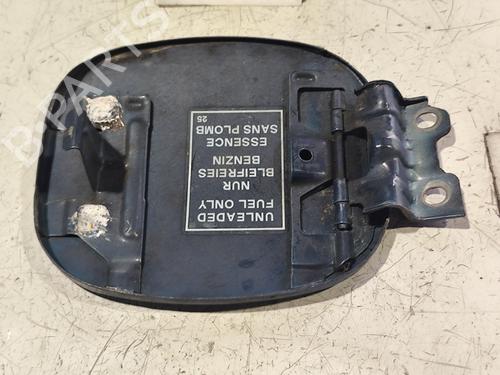 UNLEADED
FUEL ONLY
NUR
BLEIFREIES
BENZIN
ESSENCE
SANS PLOMB
25
B-PARTS